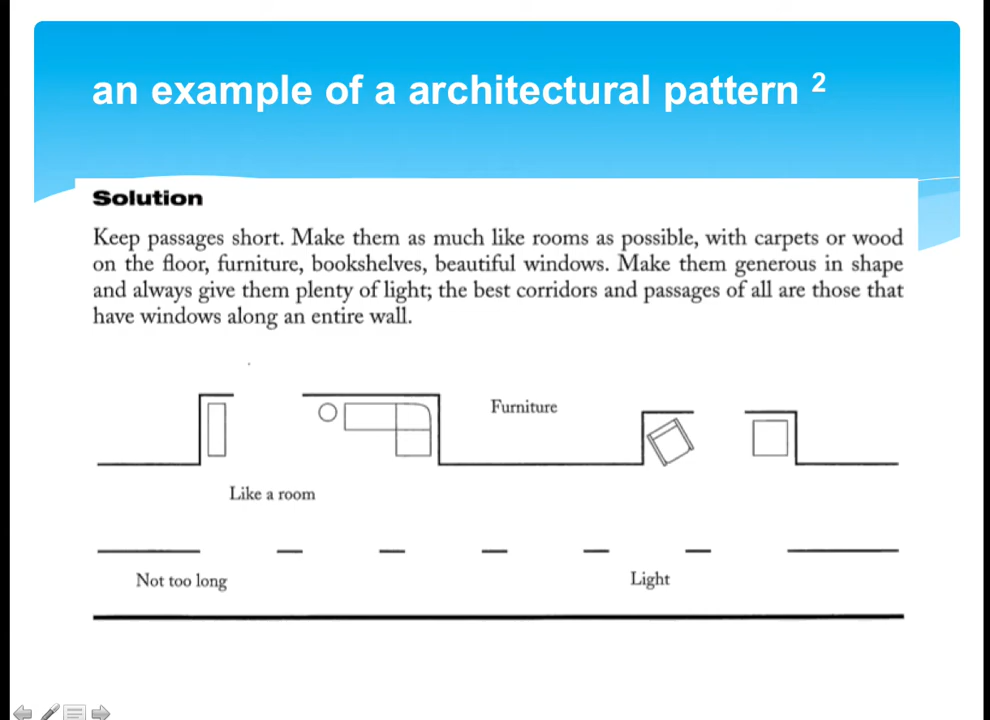 an example of a architectural pattern ²
Solution
Keep passages short. Make them as much like rooms as possible, with carpets or wood
on the floor, furniture, bookshelves, beautiful windows. Make them generous in shape
and always give them plenty of light; the best corridors and passages of all are those that
have windows along an entire wall.
Furniture
Like a room
Not too long
Light